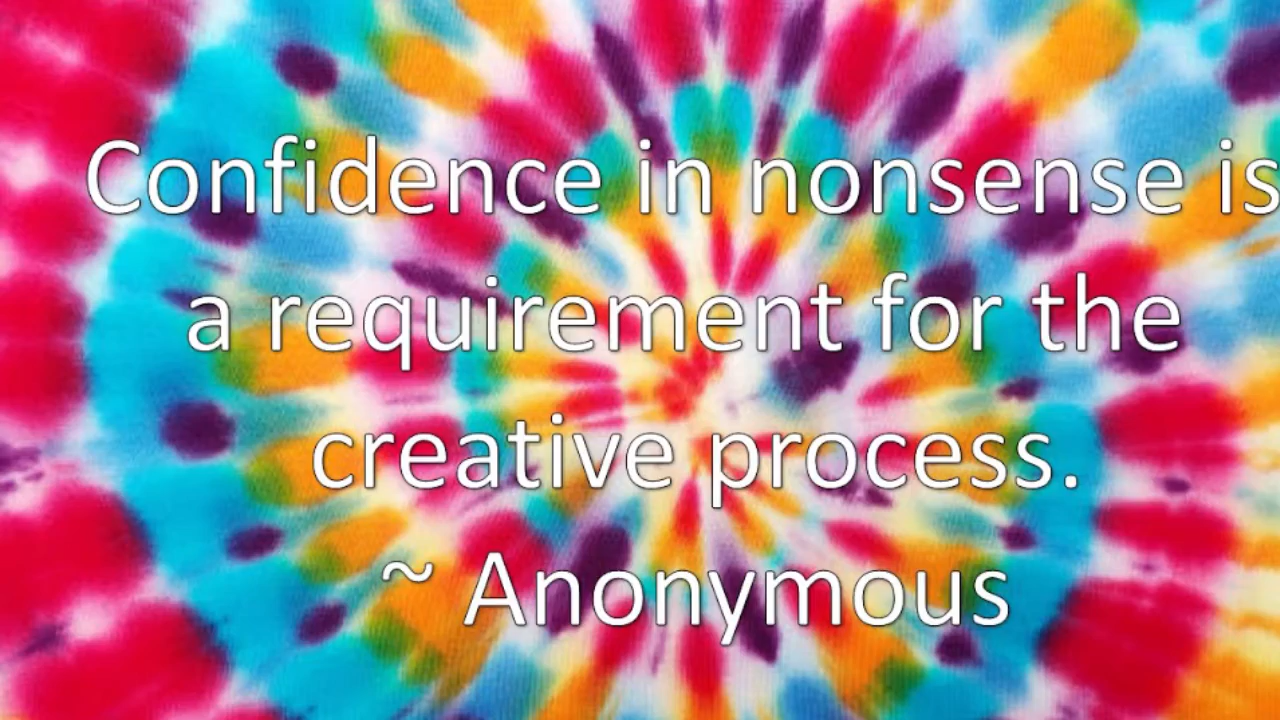 Confidence in nonsense is
a requirement for the
creative process.
~ Anonymous